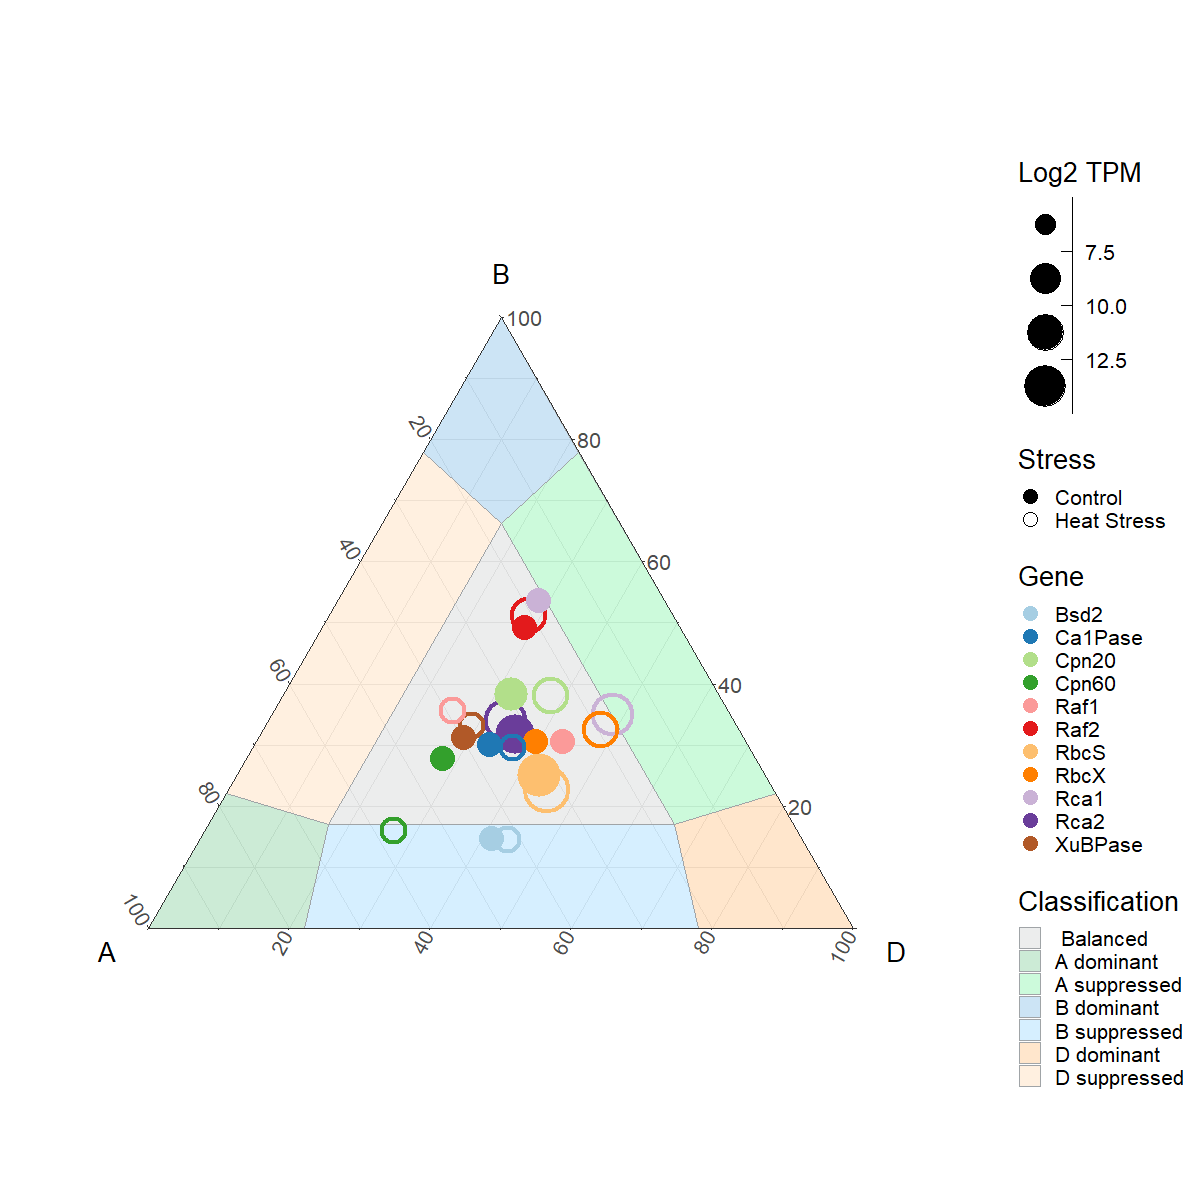 B
100
80
60
40
20
20
40
60
80
100
A
20
40
60
80
100
D
Log2 TPM
7.5
10.0
12.5
Stress
Control
Heat Stress
Gene
Bsd2
Ca1Pase
Cpn20
Cpn60
Raf1
Raf2
RbcS
RbcX
Rca1
Rca2
XuBPase
Classification
Balanced
A dominant
A suppressed
B dominant
B suppressed
D dominant
D suppressed